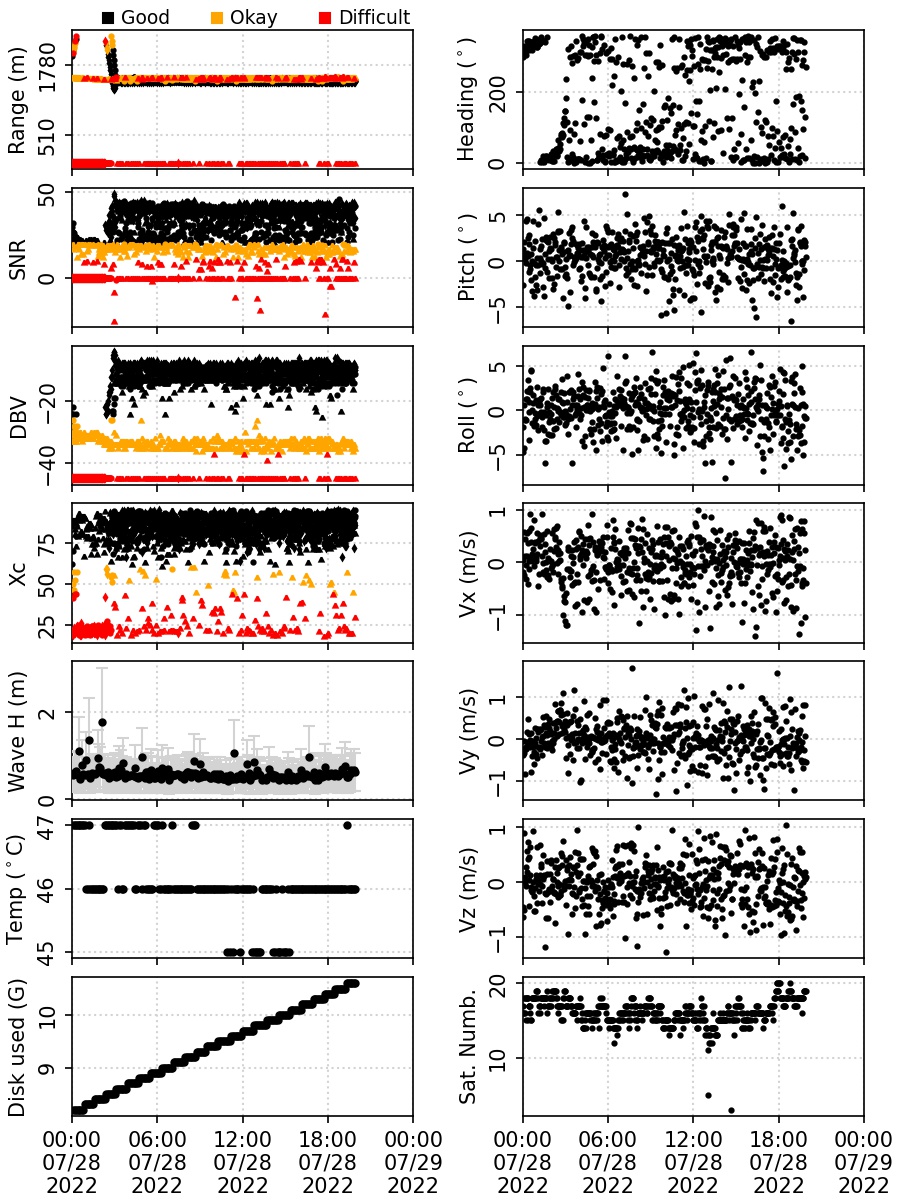 Good Okay Difficult
Range (m)
1780
510
Heading (°)
200
0
SNR
50
0
Pitch (°)
5
0
−5
DBV
−20
−40
Roll (°)
5
0
−5
Xc
75
50
25
Vx (m/s)
1
0
−1
Wave H (m)
2
0
Vy (m/s)
1
0
−1
Temp (°C)
47
46
45
Vz (m/s)
1
0
−1
Disk used (G)
10
9
Sat. Numb.
20
10
00:00 06:00 12:00 18:00 00:00
07/28 07/28 07/28 07/28 07/29
2022 2022 2022 2022 2022
00:00 06:00 12:00 18:00 00:00
07/28 07/28 07/28 07/28 07/29
2022 2022 2022 2022 2022